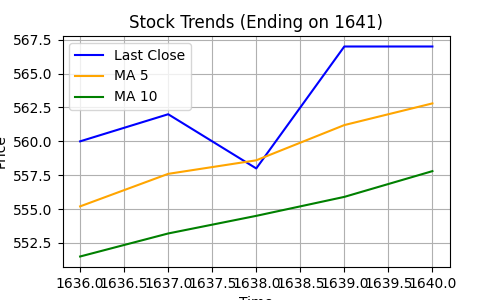 Stock Trends (Ending on 1641)
Last Close
MA 5
MA 10
567.5
565.0
562.5
560.0
557.5
555.0
552.5
Price
1636.0 1636.5 1637.0 1637.5 1638.0 1638.5 1639.0 1639.5 1640.0
Time